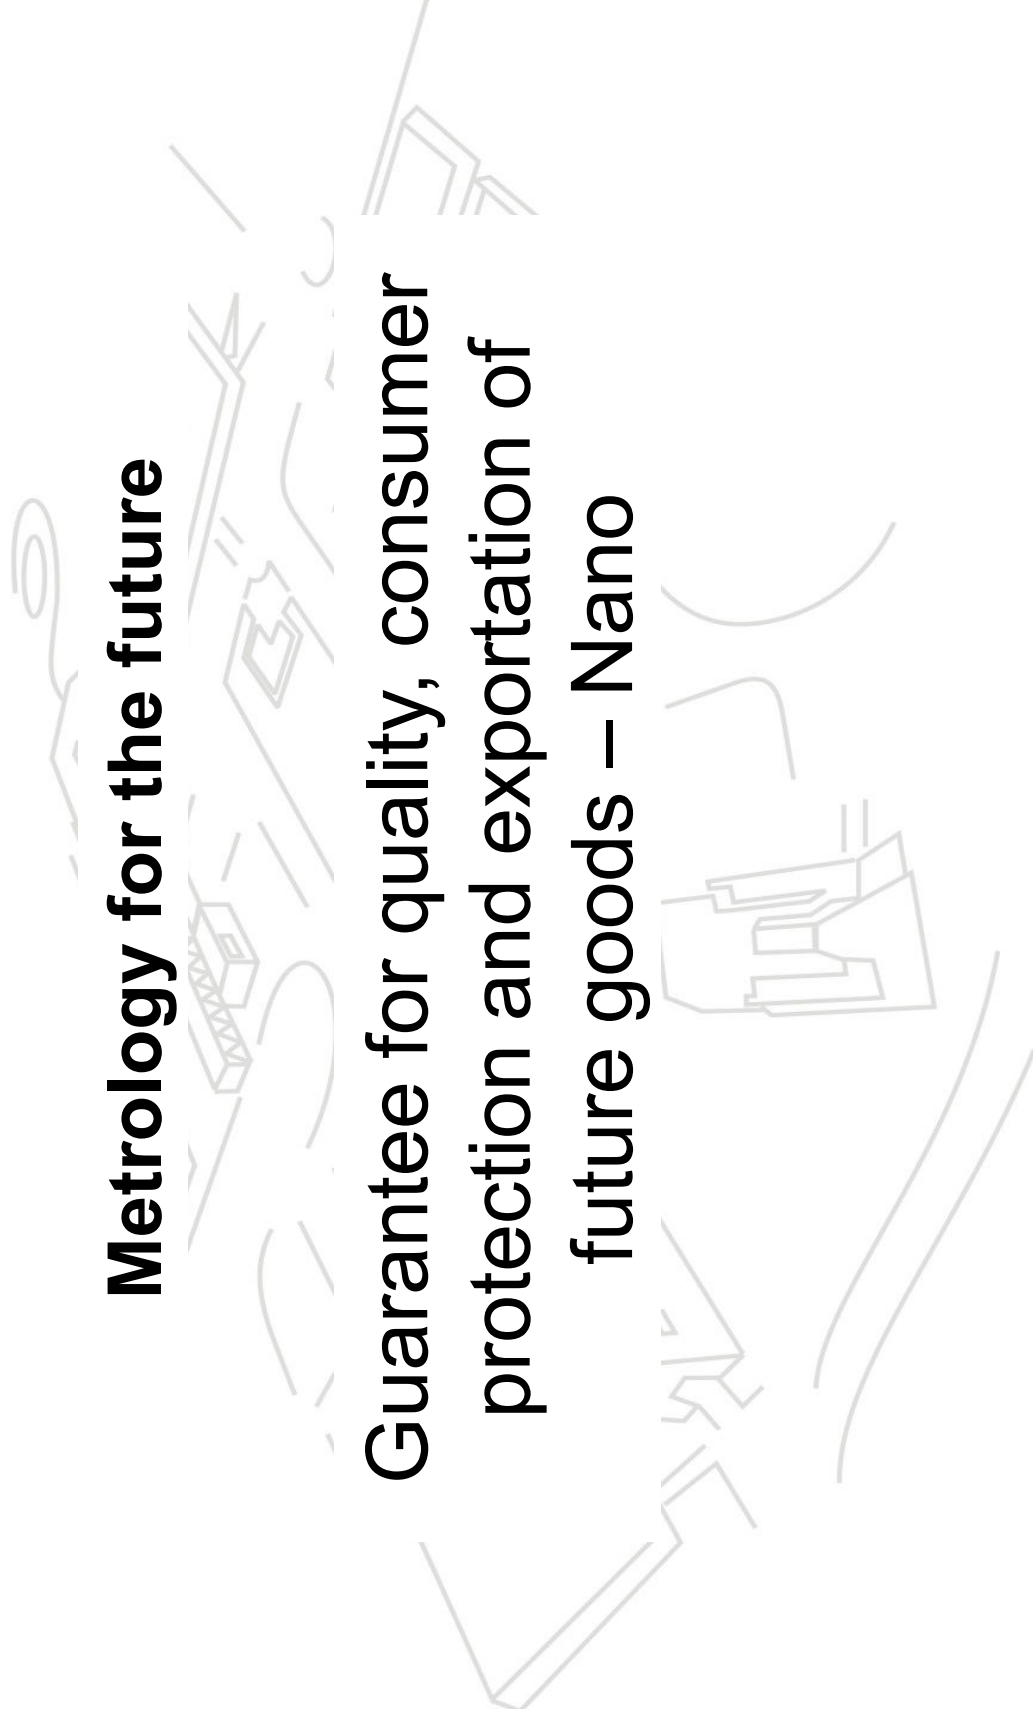 Metrology for the future
Guarantee for quality, consumer
protection and exportation of
future goods – Nano